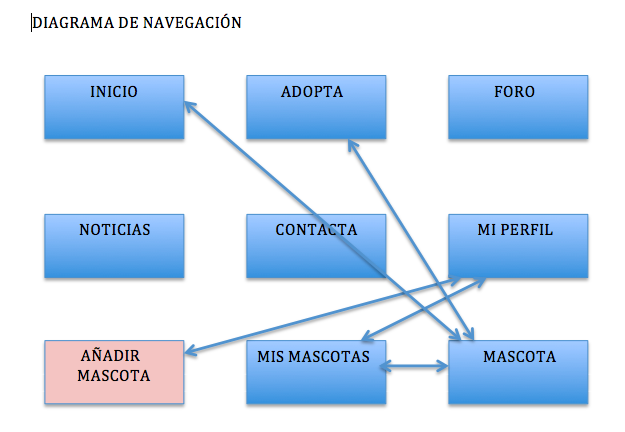 DIAGRAMA DE NAVEGACIÓN
INICIO
ADOPTA
FORO
NOTICIAS
CONTACTA
MI PERFIL
AÑADIR
MASCOTA
MIS MASCOTAS
MASCOTA